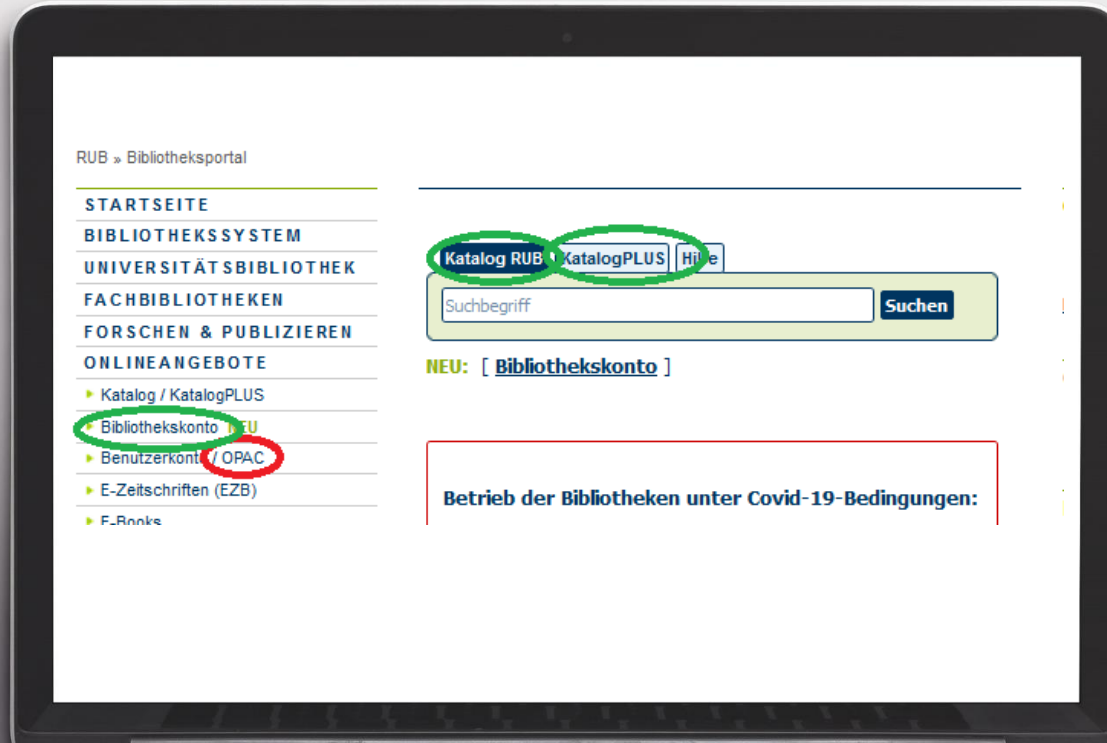 RUB » Bibliotheksportal
STARTSEITE
BIBLIOTHEKSSYSTEM
UNIVERSITÄTSBIBLIOTHEK
FACHBIBLIOTHEKEN
FORSCHEN & PUBLIZIEREN
ONLINEANGEBOTE
Katalog / KatalogPLUS
Bibliothekskonto NEU
Benutzerkonto / OPAC
E-Zeitschriften (EZB)
E-Books
Katalog RUB KatalogPLUS Hilfe
Suchbegriff Suchen
NEU: [ Bibliothekskonto ]
Betrieb der Bibliotheken unter Covid-19-Bedingungen: